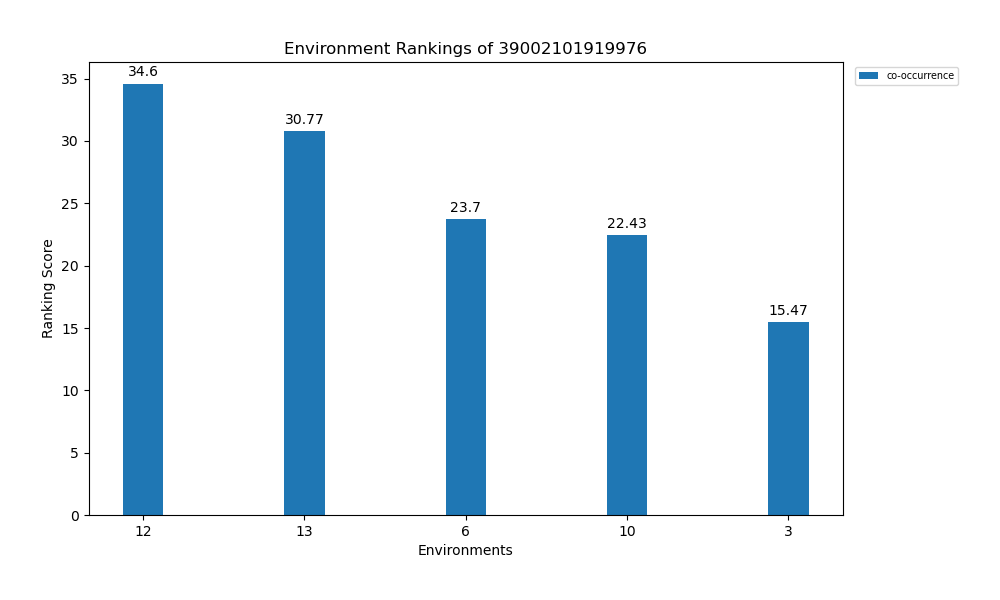 Environment Rankings of 39002101919976
co-occurrence
Ranking Score
35
30
25
20
15
10
5
0
34.6
30.77
23.7
22.43
15.47
12 13 6 10 3
Environments